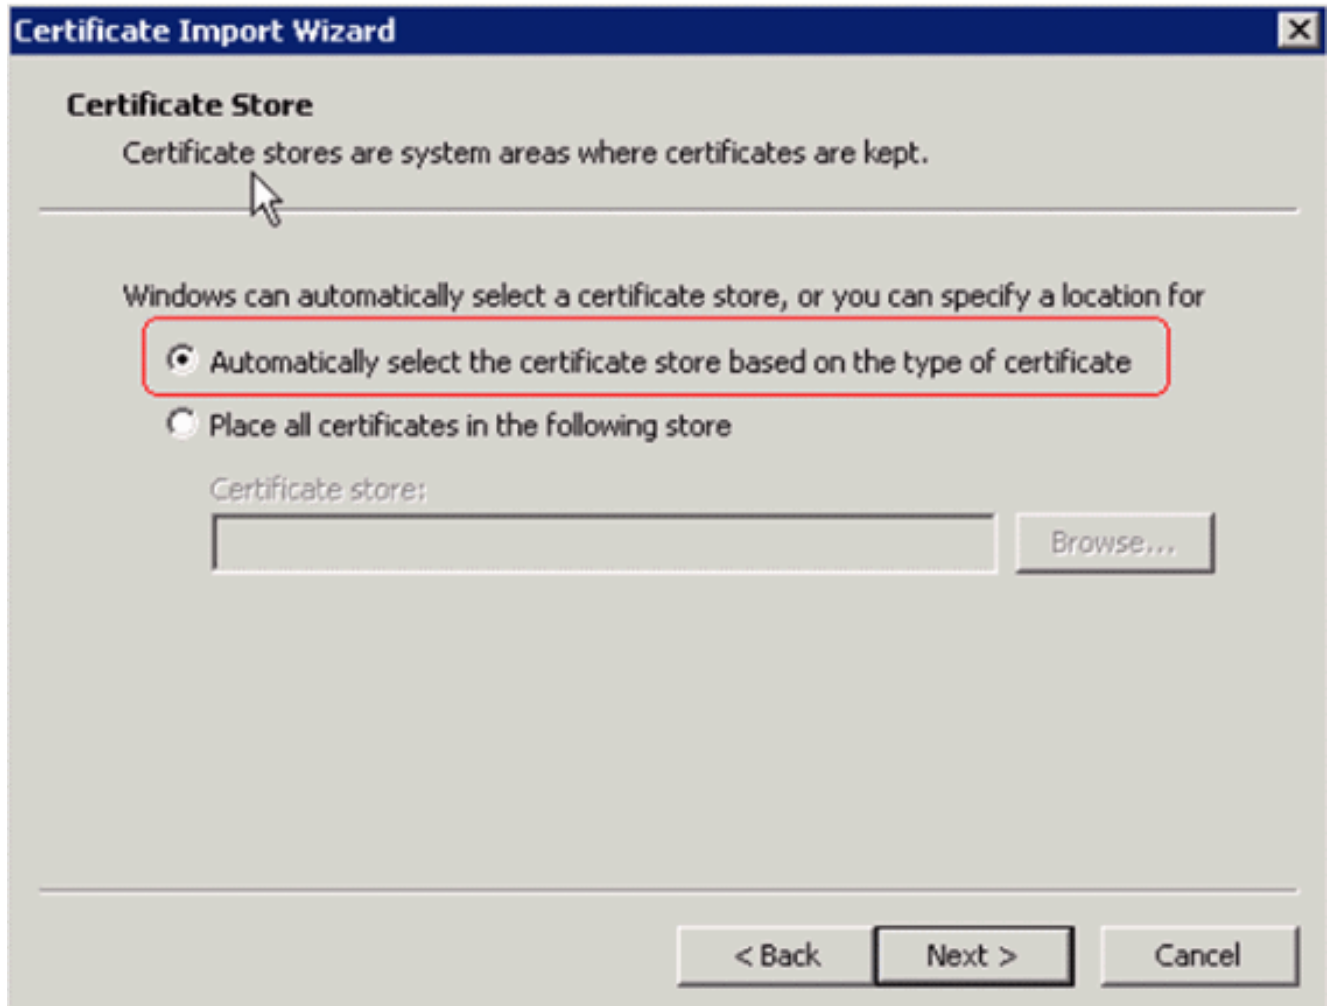 Certificate Import Wizard
Certificate Store
Certificate stores are system areas where certificates are kept.
Windows can automatically select a certificate store, or you can specify a location for
Automatically select the certificate store based on the type of certificate
Place all certificates in the following store
Certificate store:
Browse...
< Back Next > Cancel